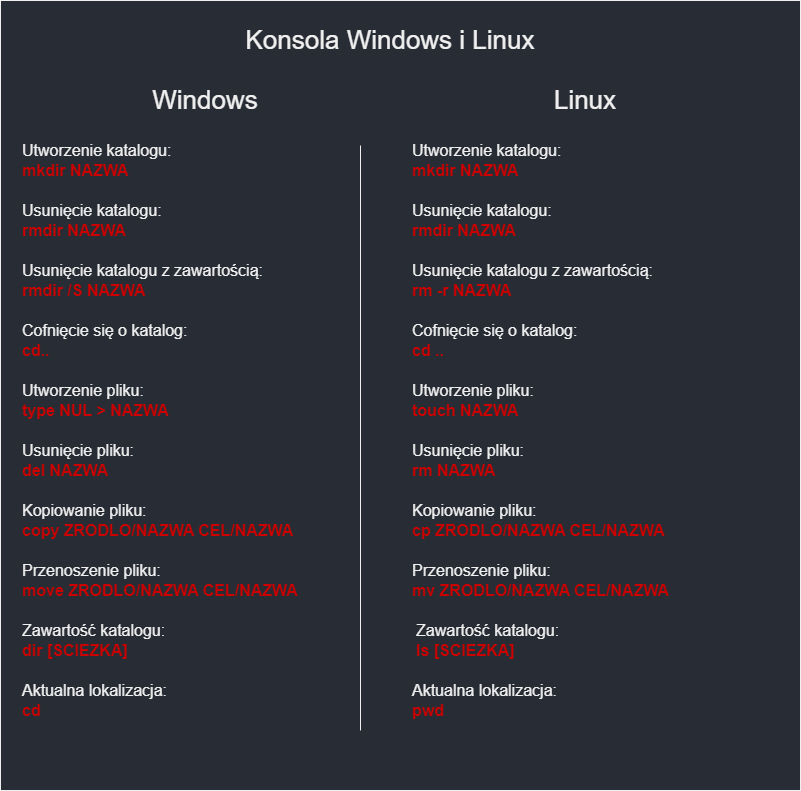 Konsola Windows i Linux
Windows
Utworzenie katalogu:
mkdir NAZWA
Usunięcie katalogu:
rmdir NAZWA
Usunięcie katalogu z zawartością:
rmdir /S NAZWA
Cofnięcie się o katalog:
cd..
Utworzenie pliku:
type NUL > NAZWA
Usunięcie pliku:
del NAZWA
Kopiowanie pliku:
copy ZRODLO/NAZWA CEL/NAZWA
Przenoszenie pliku:
move ZRODLO/NAZWA CEL/NAZWA
Zawartość katalogu:
dir [SCIEZKA]
Aktualna lokalizacja:
cd
Linux
Utworzenie katalogu:
mkdir NAZWA
Usunięcie katalogu:
rmdir NAZWA
Usunięcie katalogu z zawartością:
rm -r NAZWA
Cofnięcie się o katalog:
cd ..
Utworzenie pliku:
touch NAZWA
Usunięcie pliku:
rm NAZWA
Kopiowanie pliku:
cp ZRODLO/NAZWA CEL/NAZWA
Przenoszenie pliku:
mv ZRODLO/NAZWA CEL/NAZWA
Zawartość katalogu:
ls [SCIEZKA]
Aktualna lokalizacja:
pwd